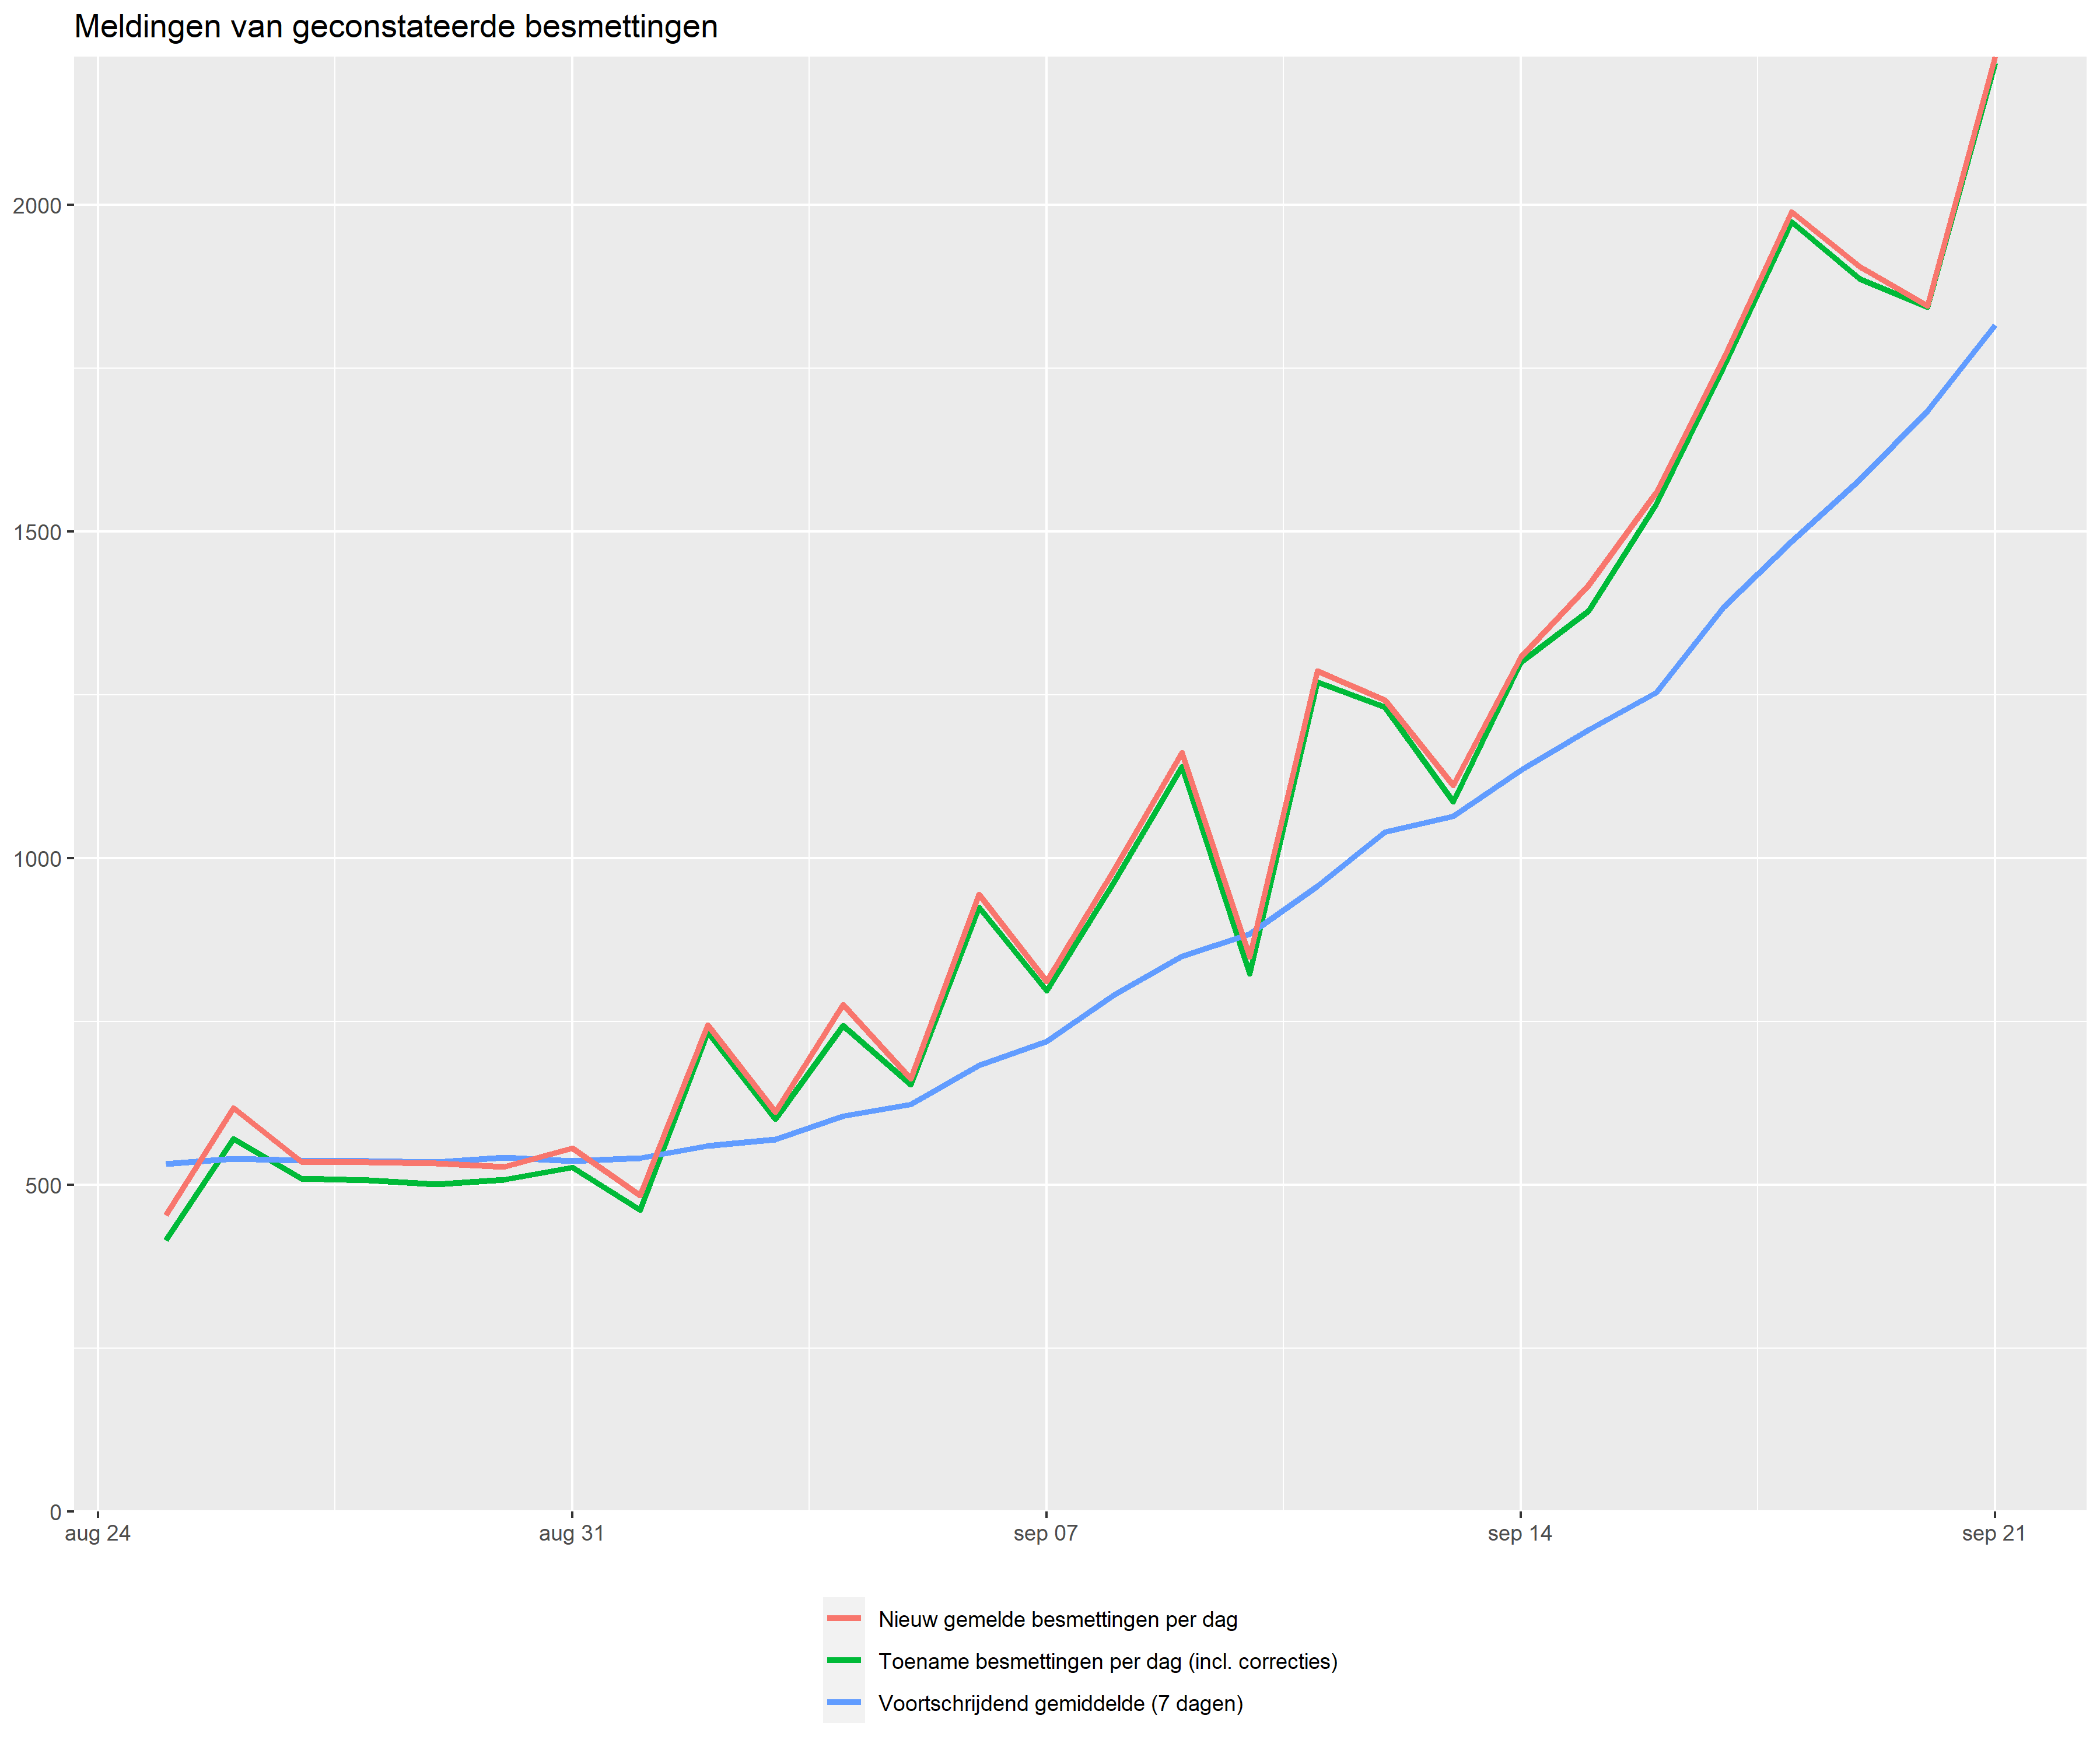 Meldingen van geconstateerde besmettingen
2000
1500
1000
500
0
aug 24 aug 31 sep 07 sep 14 sep 21
Nieuw gemelde besmettingen per dag
Toename besmettingen per dag (incl. correcties)
Voortschrijdend gemiddelde (7 dagen)